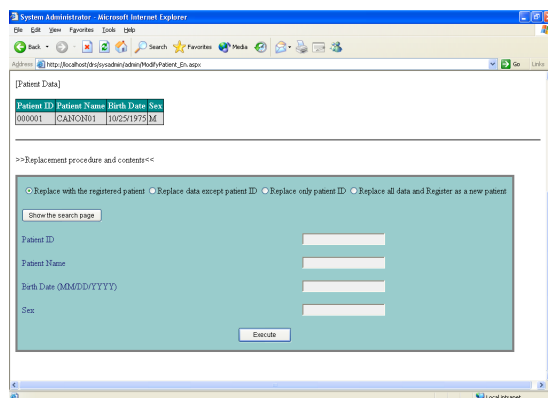 System Administrator - Microsoft Internet Explorer
File Edit View Favorites Tools Help
Back Search Favorites Media
Address http://localhost/drs/sysadmin/admin/ModifyPatient_En.aspx Go Links
[Patient Data]
Patient ID Patient Name Birth Date Sex
000001 CANON01 10/25/1975 M
>>Replacement procedure and contents<<
Replace with the registered patient Replace data except patient ID Replace only patient ID Replace all data and Register as a new patient
Show the search page
Patient ID
Patient Name
Birth Date (MM/DD/YYYY)
Sex
Execute
Local intranet